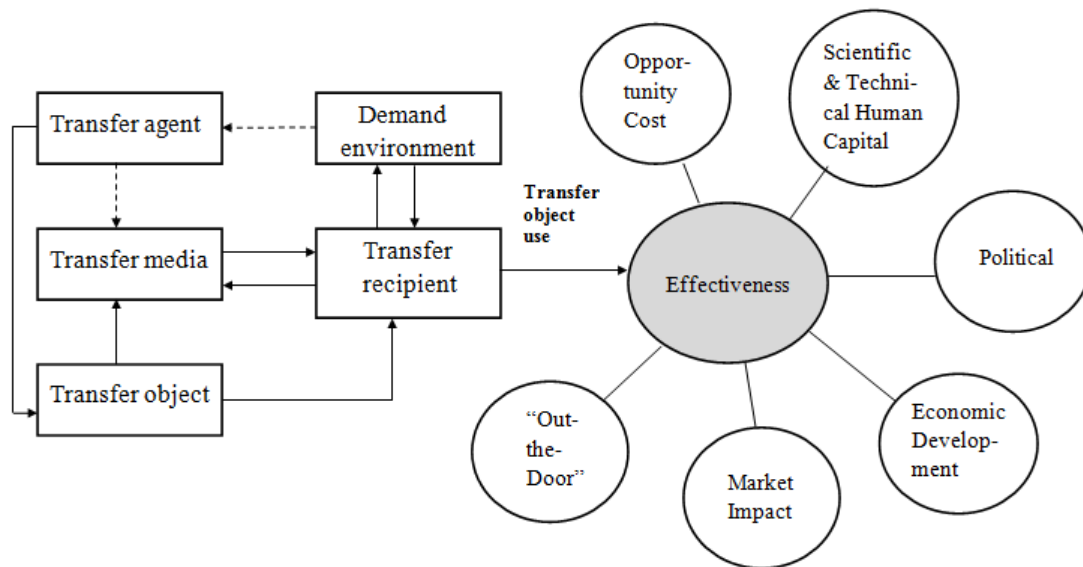 Transfer agent
Demand
environment
Transfer media
Transfer
recipient
Transfer object
Transfer
object
use
Effectiveness
Oppor-
tunity
Cost
Scientific
& Techni-
cal Human
Capital
Political
Economic
Develop-
ment
Market
Impact
“Out-
the-
Door”